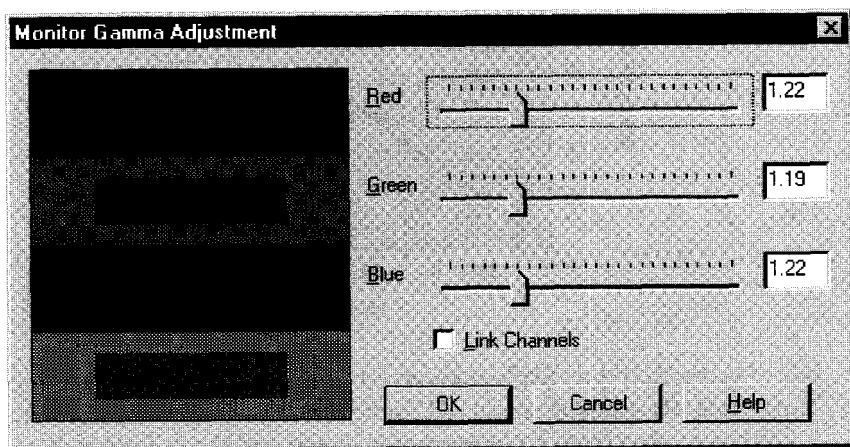 Monitor Gamma Adjustment
Red 1.22
Green 1.19
Blue 1.22
Link Channels
OK Cancel Help